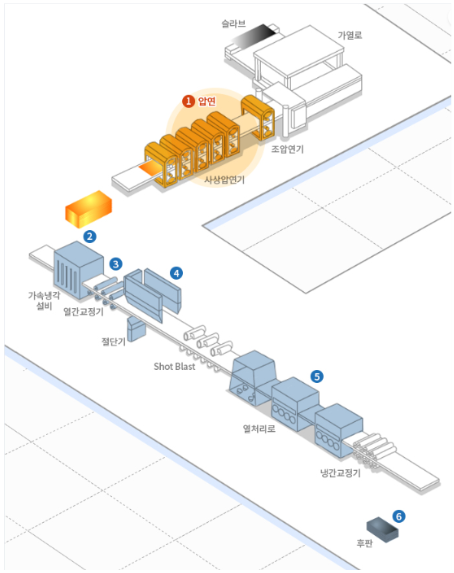 슬라브
가열로
1 압연
조압연기
사상압연기
2
3
4
가속냉각
설비
열간교정기
절단기
Shot Blast
5
열처리로
냉간교정기
6
후판